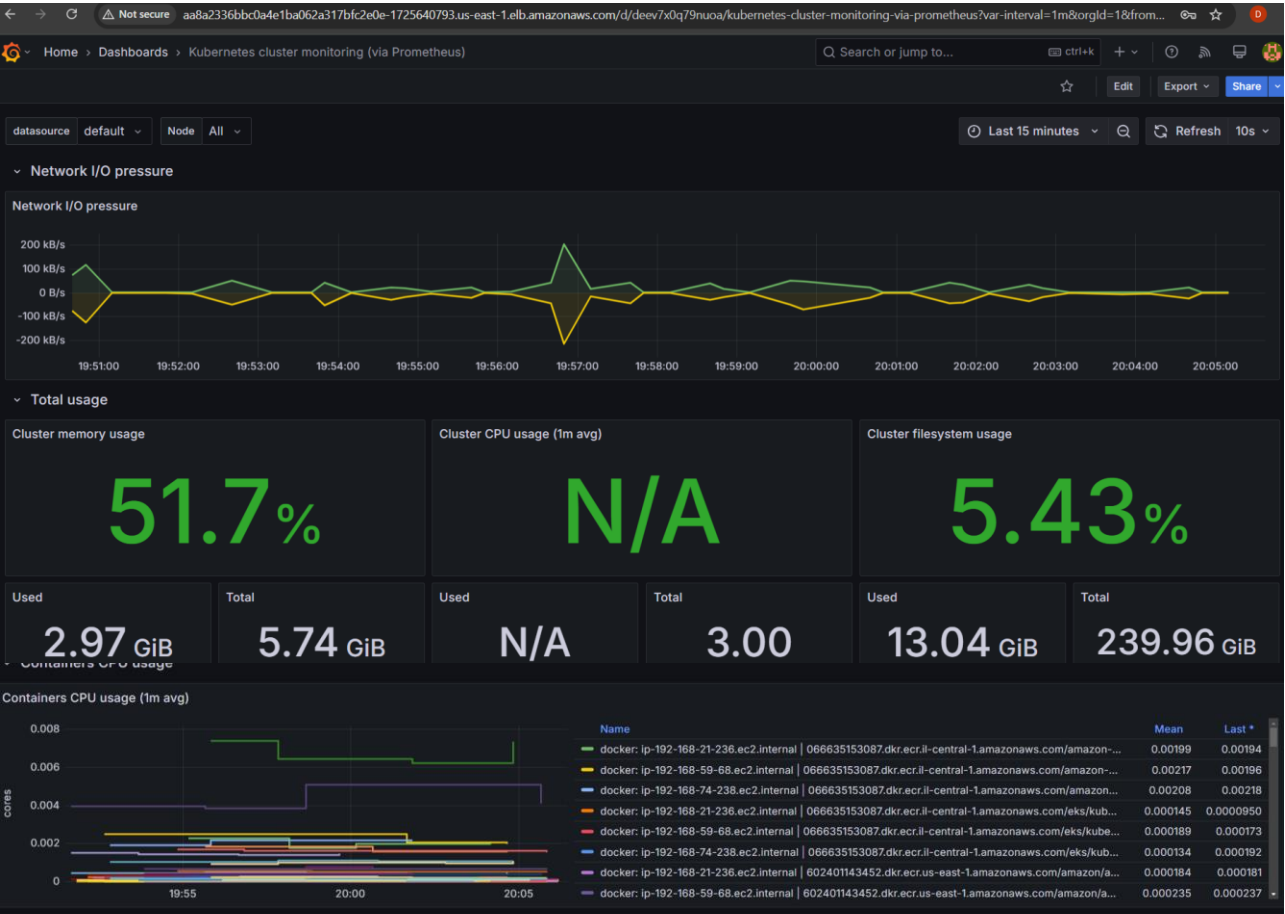 Not secure aa8a2336bbc0a4e1ba062a317bfc2e0e-1725640793.us-east-1.elb.amazonaws.com/d/deev7x0q79nuoa/kubernetes-cluster-monitoring-via-prometheus?var-interval=1m&orgId=1&from... D
Home › Dashboards › Kubernetes cluster monitoring (via Prometheus) Search or jump to... ctrl+k
Edit Export Share
datasource default Node All Last 15 minutes Refresh 10s
Network I/O pressure
Network I/O pressure
200 kB/s
100 kB/s
0 B/s
-100 kB/s
-200 kB/s
19:51:00 19:52:00 19:53:00 19:54:00 19:55:00 19:56:00 19:57:00 19:58:00 19:59:00 20:00:00 20:01:00 20:02:00 20:03:00 20:04:00 20:05:00
Total usage
Cluster memory usage Cluster CPU usage (1m avg) Cluster filesystem usage
51.7% N/A 5.43%
Used Total Used Total Used Total
2.97 GiB 5.74 GiB N/A 3.00 13.04 GiB 239.96 GiB
Containers CPU usage
Containers CPU usage (1m avg)
cores
0.008
0.006
0.004
0.002
0
19:55 20:00 20:05
Name Mean Last *
docker: ip-192-168-21-236.ec2.internal | 066635153087.dkr.ecr.il-central-1.amazonaws.com/amazon-... 0.00199 0.00194
docker: ip-192-168-59-68.ec2.internal | 066635153087.dkr.ecr.il-central-1.amazonaws.com/amazon-... 0.00217 0.00196
docker: ip-192-168-74-238.ec2.internal | 066635153087.dkr.ecr.il-central-1.amazonaws.com/amazon... 0.00208 0.00218
docker: ip-192-168-21-236.ec2.internal | 066635153087.dkr.ecr.il-central-1.amazonaws.com/eks/kub... 0.000145 0.0000950
docker: ip-192-168-59-68.ec2.internal | 066635153087.dkr.ecr.il-central-1.amazonaws.com/eks/kube... 0.000189 0.000173
docker: ip-192-168-74-238.ec2.internal | 066635153087.dkr.ecr.il-central-1.amazonaws.com/eks/kub... 0.000134 0.000192
docker: ip-192-168-21-236.ec2.internal | 602401143452.dkr.ecr.us-east-1.amazonaws.com/amazon/a... 0.000184 0.000181
docker: ip-192-168-59-68.ec2.internal | 602401143452.dkr.ecr.us-east-1.amazonaws.com/amazon/a... 0.000235 0.000237